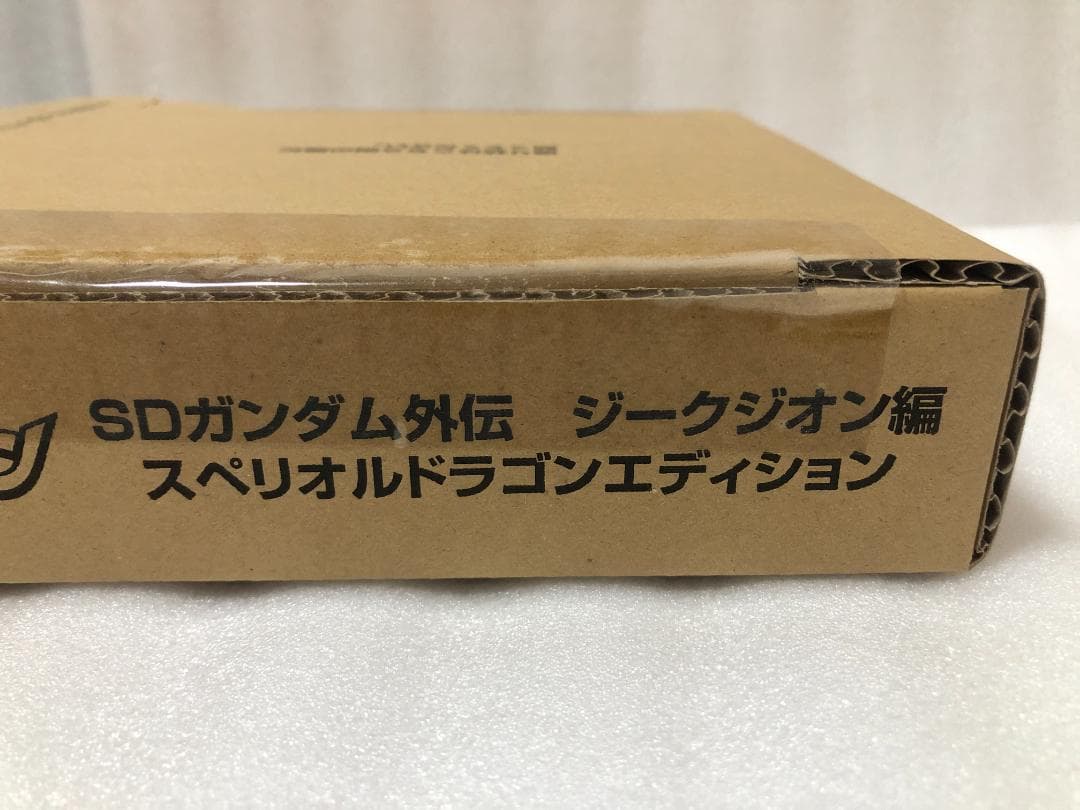 SDガンダム外伝　ジークジオン編
スペリオルドラゴンエディション